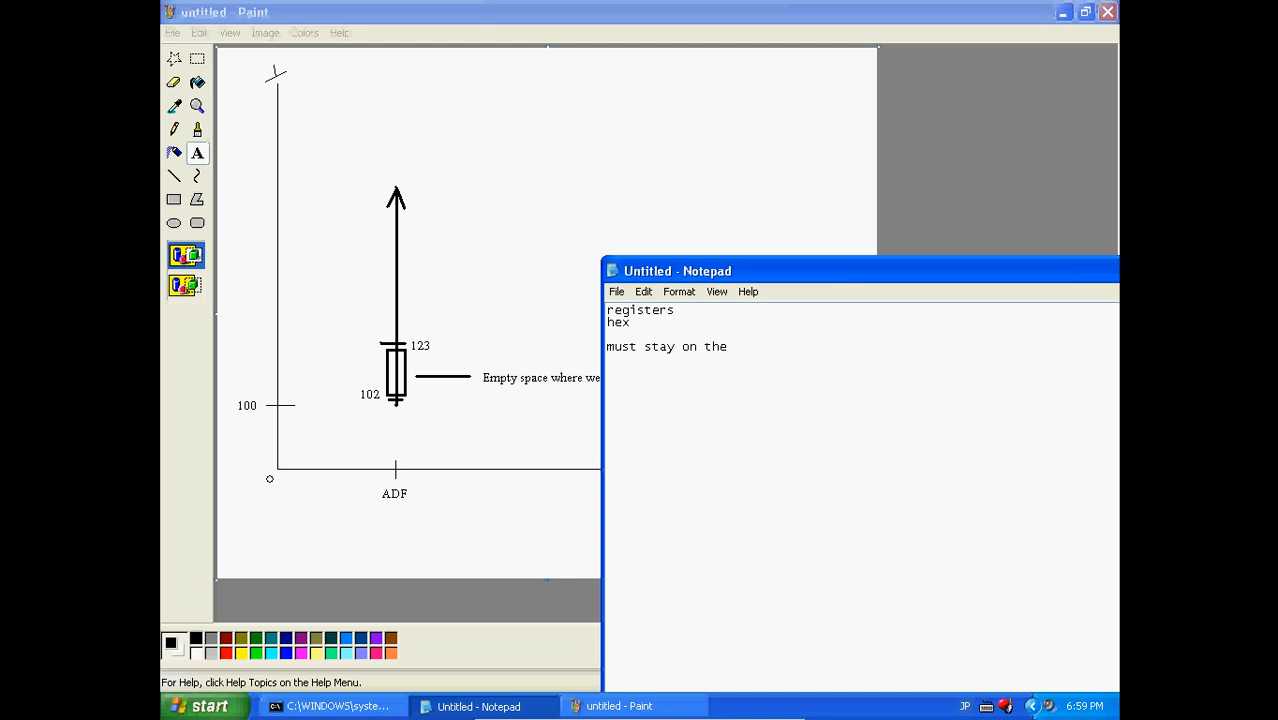 untitled - Paint
File Edit View Image Colors Help
123
Empty space where we
102
100
ADF
Untitled - Notepad
File Edit Format View Help
registers
hex
must stay on the
For Help, click Help Topics on the Help Menu.
start
C:\WINDOWS\syste...
Untitled - Notepad
untitled - Paint
JP
6:59 PM